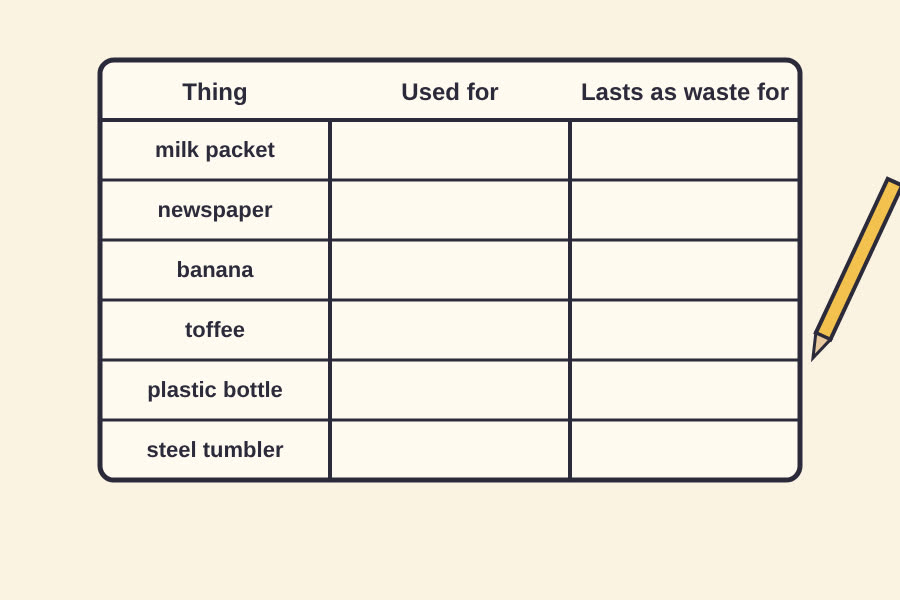 Thing Used for Lasts as waste for
milk packet
newspaper
banana
toffee
plastic bottle
steel tumbler